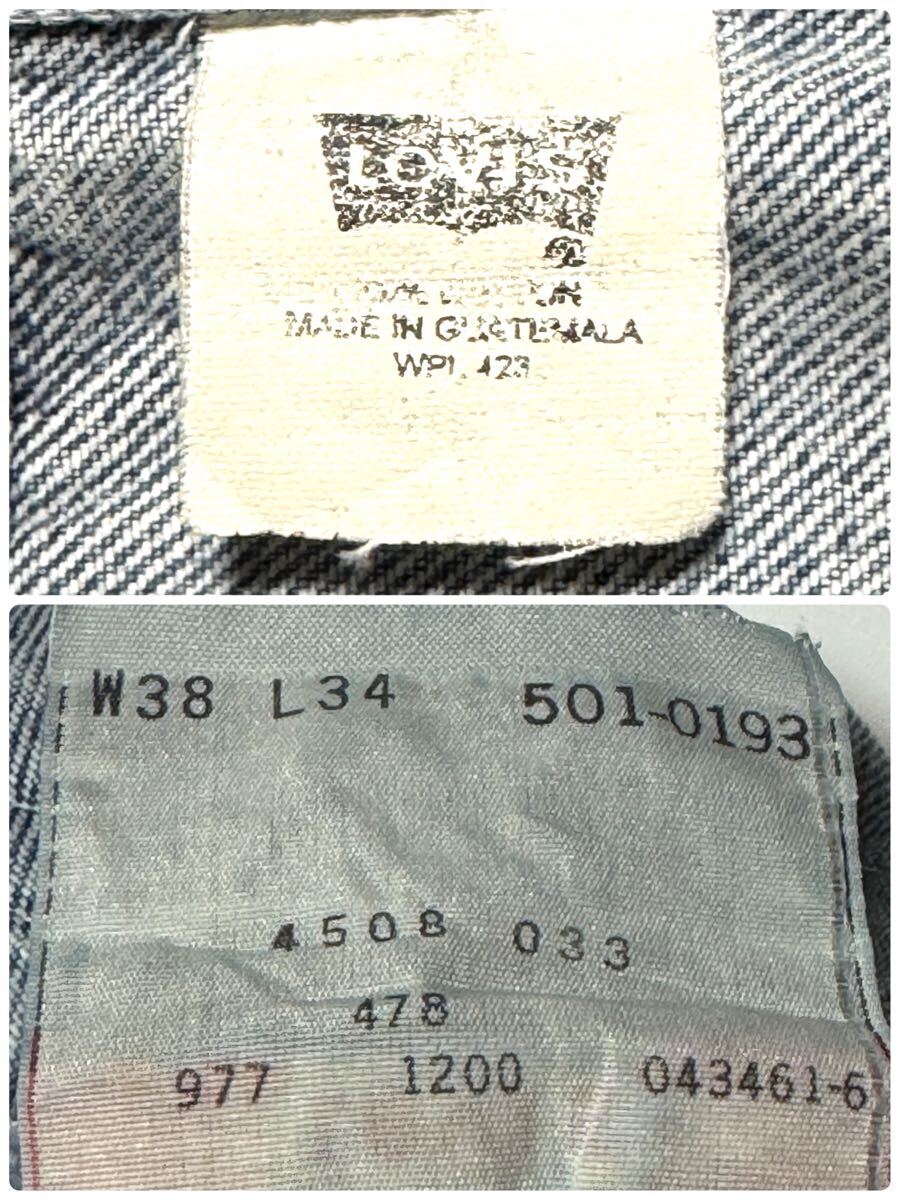 LEVI'S
MADE IN GUATEMALA
WPL 423
W38 L34 501-0193
4508 033
478
977 1200 043461-6